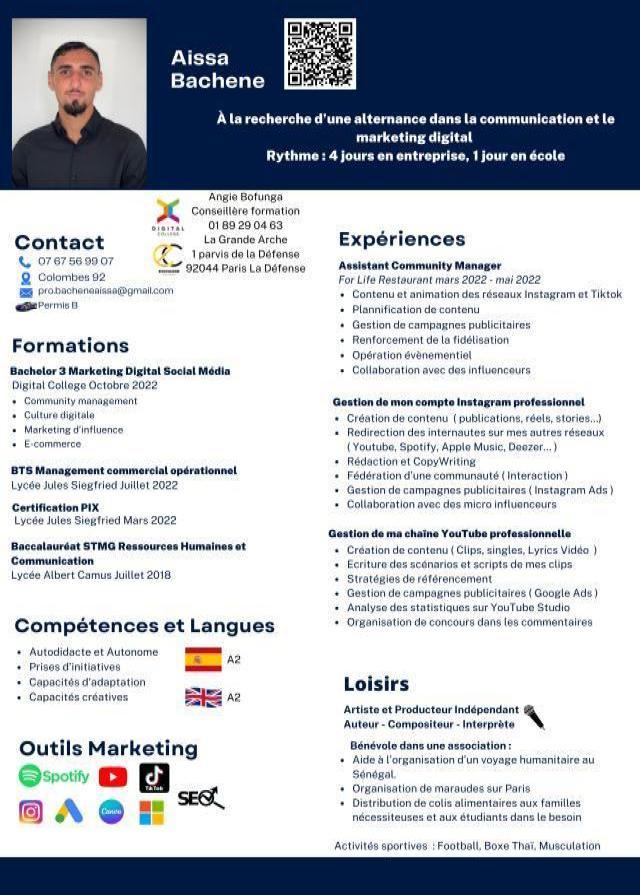 Aissa
Bachene
À la recherche d'une alternance dans la communication et le
marketing digital
Rythme : 4 jours en entreprise, 1 jour en école
Angie Bofunga
Conseillère formation
01 89 29 04 63
La Grande Arche
1 parvis de la Défense
92044 Paris La Défense
DIGITAL
COLLEGE
Contact
07 67 56 99 07
Colombes 92
pro.bacheneaissa@gmail.com
Permis B
Formations
Bachelor 3 Marketing Digital Social Média
Digital College Octobre 2022
• Community management
• Culture digitale
• Marketing d'influence
• E-commerce
BTS Management commercial opérationnel
Lycée Jules Siegfried Juillet 2022
Certification PIX
Lycée Jules Siegfried Mars 2022
Baccalauréat STMG Ressources Humaines et
Communication
Lycée Albert Camus Juillet 2018
Compétences et Langues
• Autodidacte et Autonome
• Prises d'initiatives
• Capacités d'adaptation
• Capacités créatives
A2
A2
Outils Marketing
Spotify
TikTok
Canva
SEO
Expériences
Assistant Community Manager
For Life Restaurant mars 2022 - mai 2022
• Contenu et animation des réseaux Instagram et Tiktok
• Plannification de contenu
• Gestion de campagnes publicitaires
• Renforcement de la fidélisation
• Opération évènementiel
• Collaboration avec des influenceurs
Gestion de mon compte Instagram professionnel
• Création de contenu ( publications, réels, stories...)
• Redirection des internautes sur mes autres réseaux
( Youtube, Spotify, Apple Music, Deezer... )
• Rédaction et CopyWriting
• Fédération d'une communauté ( Interaction )
• Gestion de campagnes publicitaires ( Instagram Ads )
• Collaboration avec des micro influenceurs
Gestion de ma chaîne YouTube professionnelle
• Création de contenu ( Clips, singles, Lyrics Vidéo )
• Ecriture des scénarios et scripts de mes clips
• Stratégies de référencement
• Gestion de campagnes publicitaires ( Google Ads )
• Analyse des statistiques sur YouTube Studio
• Organisation de concours dans les commentaires
Loisirs
Artiste et Producteur Indépendant
Auteur - Compositeur - Interprète
Bénévole dans une association :
• Aide à l'organisation d'un voyage humanitaire au
Sénégal.
• Organisation de maraudes sur Paris
• Distribution de colis alimentaires aux familles
nécessiteuses et aux étudiants dans le besoin
Activités sportives : Football, Boxe Thaï, Musculation